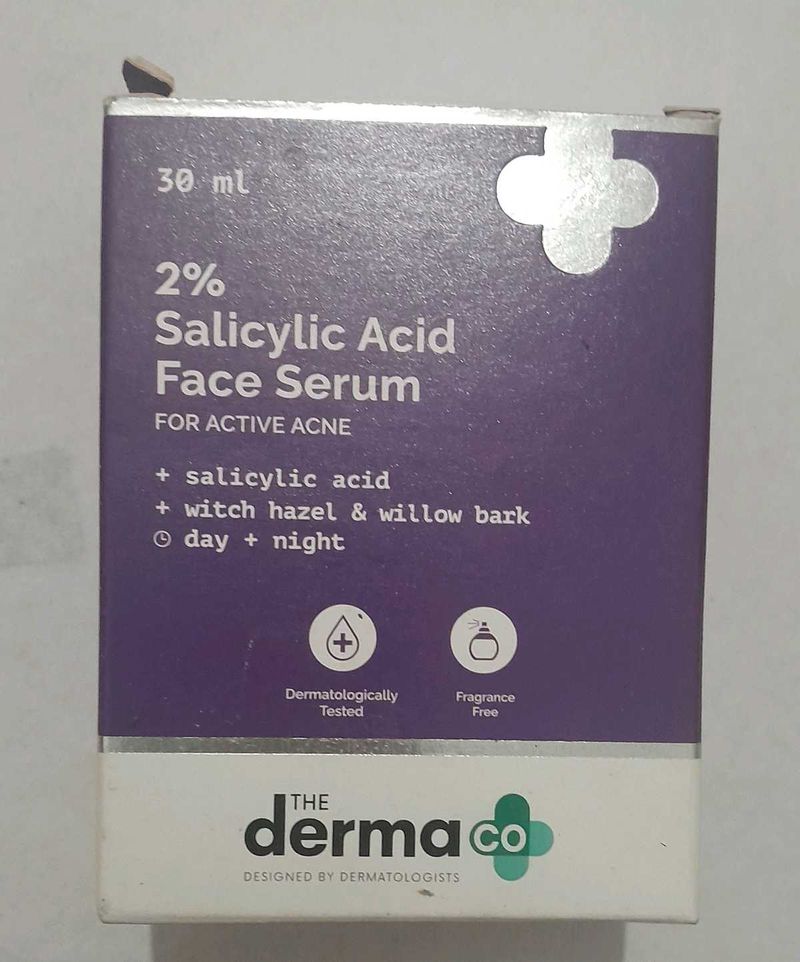 30 ml
2%
Salicylic Acid
Face Serum
FOR ACTIVE ACNE
+ salicylic acid
+ witch hazel & willow bark
day + night
Dermatologically
Tested
Fragrance
Free
THE
derma co
DESIGNED BY DERMATOLOGISTS